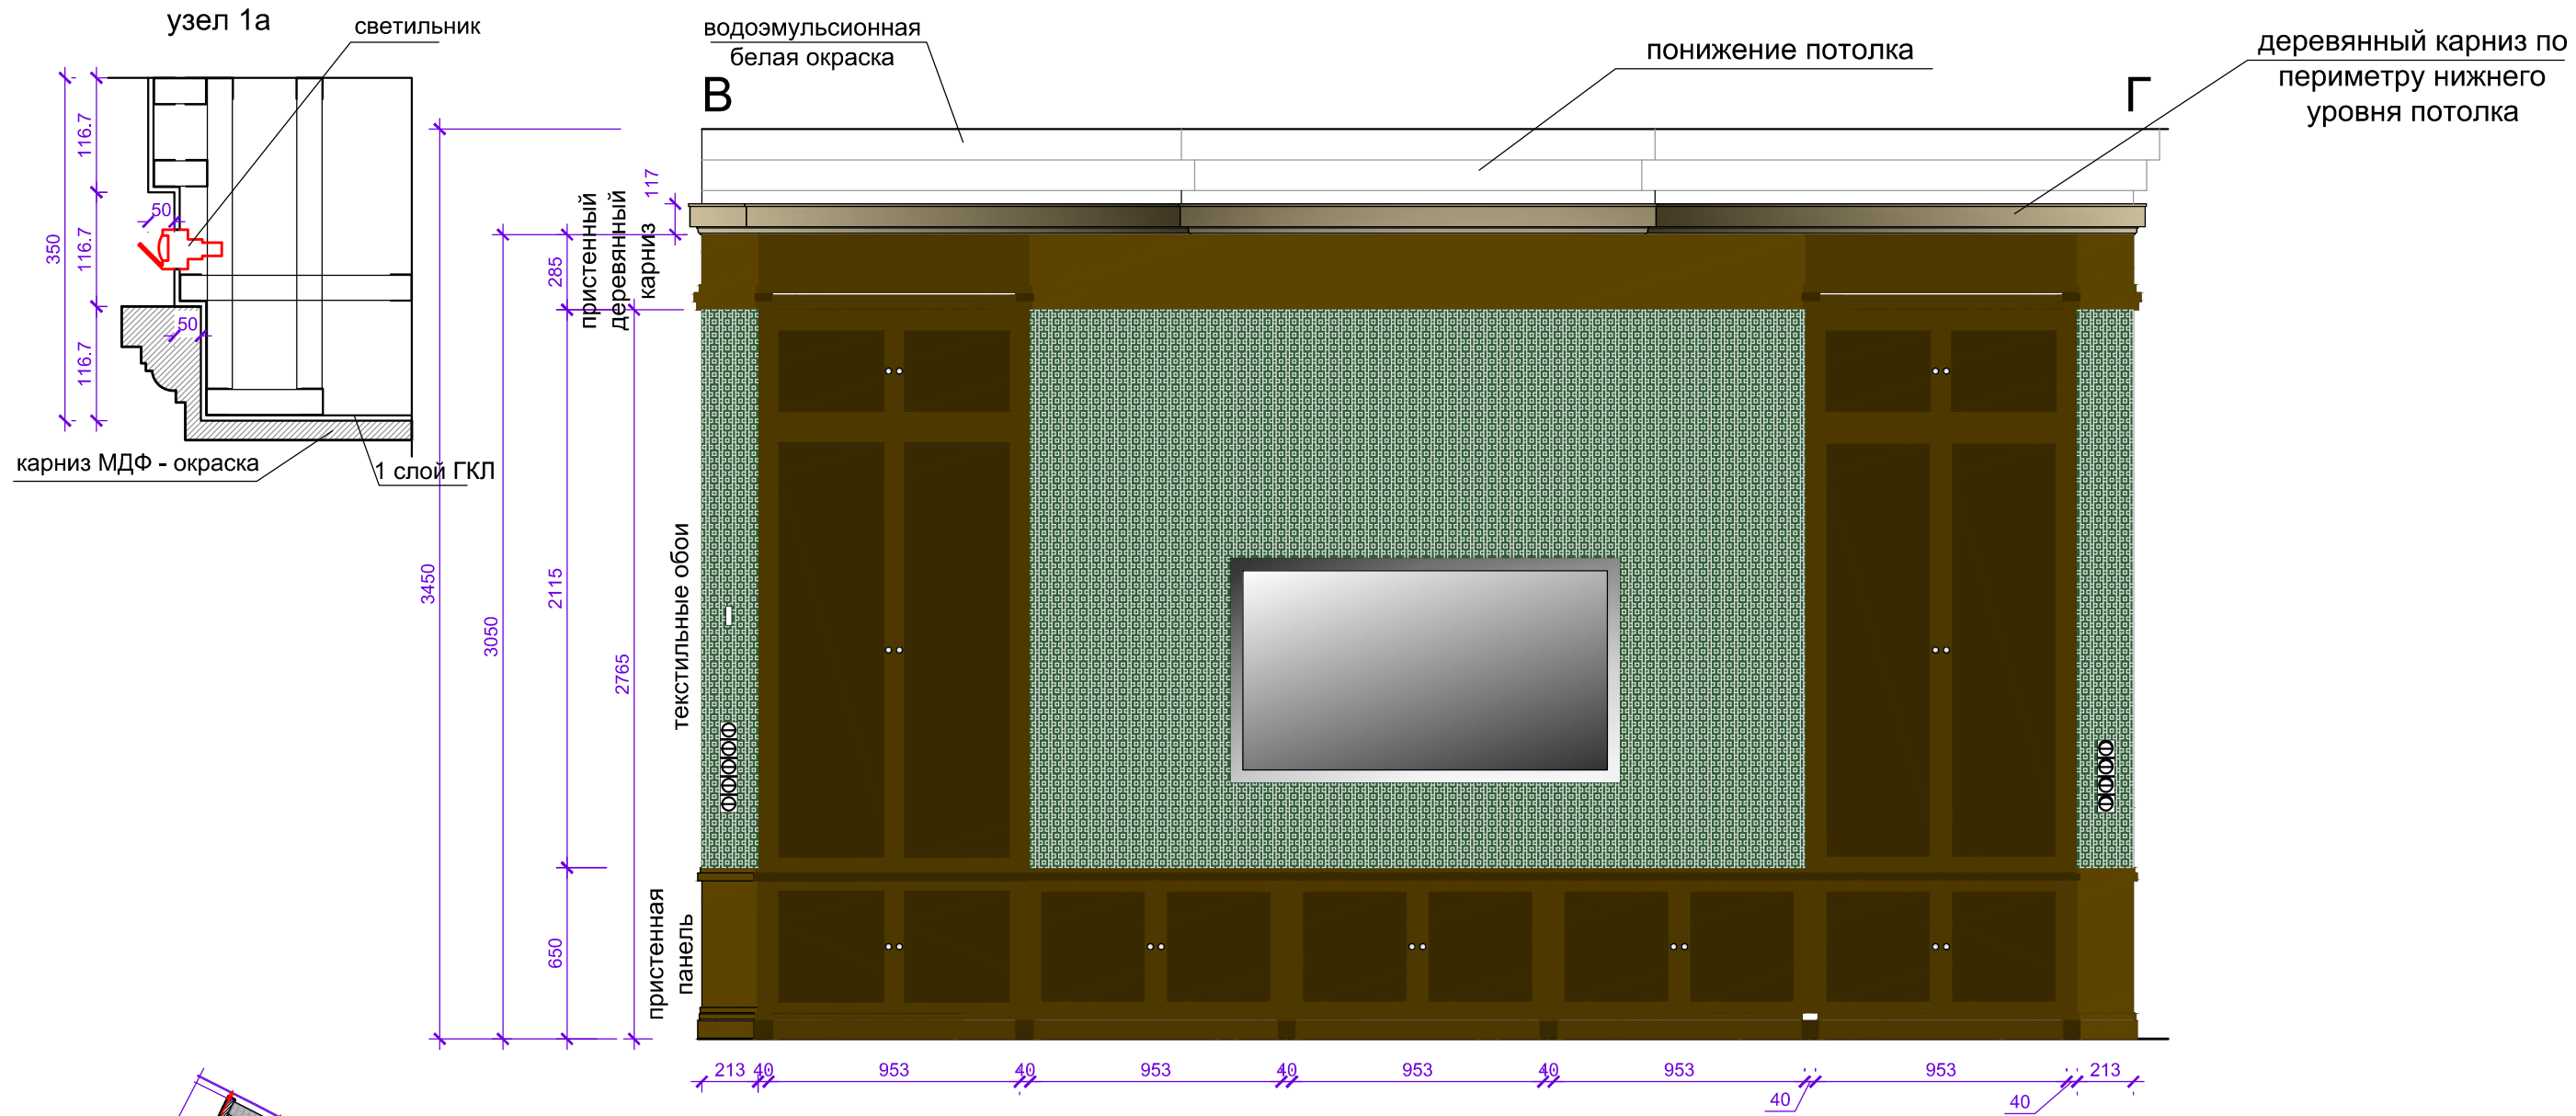 узел 1а
светильник
116.7
116.7
116.7
350
50
50
карниз МДФ - окраска
1 слой ГКЛ
водоэмульсионная
белая окраска
понижение потолка
деревянный карниз по
периметру нижнего
уровня потолка
В
Г
117
пристенный
деревянный
карниз
285
2115
650
3450
3050
2765
текстильные обои
пристенная
панель
213 40 953 40 953 40 953 40 953 953 213
40
40